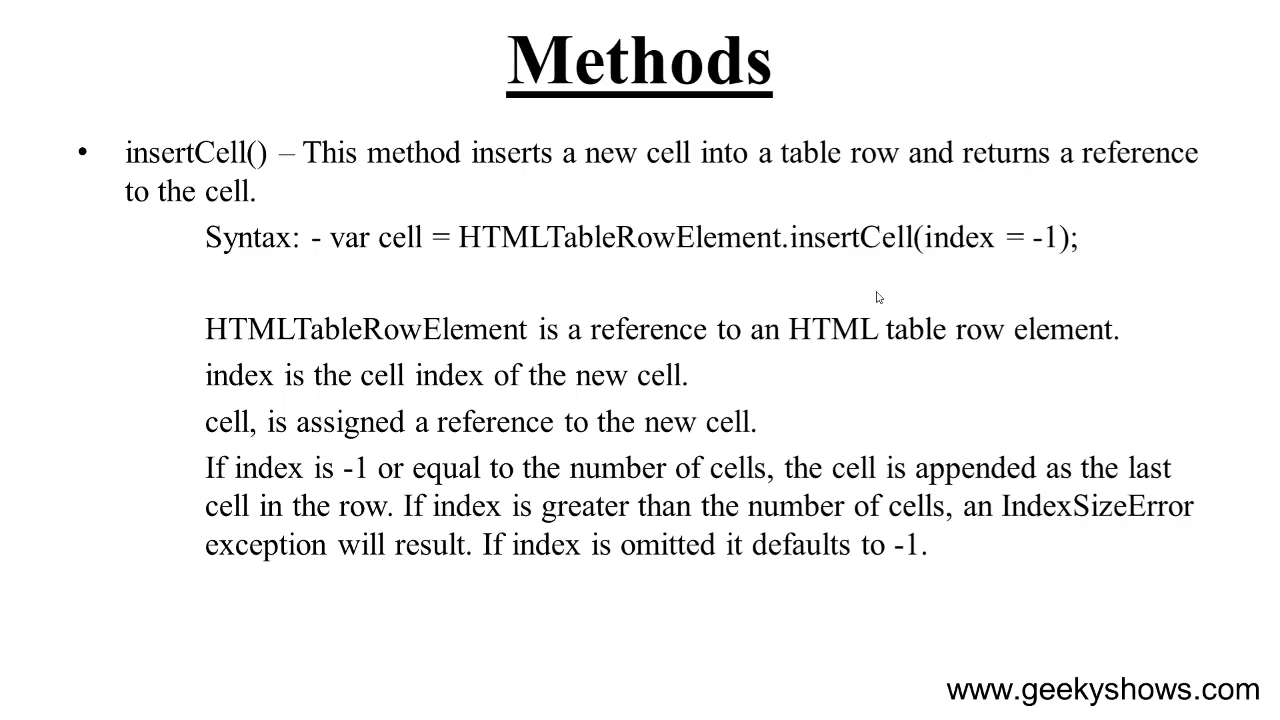 Methods
• insertCell() – This method inserts a new cell into a table row and returns a reference
to the cell.
Syntax: - var cell = HTMLTableRowElement.insertCell(index = -1);
HTMLTableRowElement is a reference to an HTML table row element.
index is the cell index of the new cell.
cell, is assigned a reference to the new cell.
If index is -1 or equal to the number of cells, the cell is appended as the last
cell in the row. If index is greater than the number of cells, an IndexSizeError
exception will result. If index is omitted it defaults to -1.
www.geekyshows.com